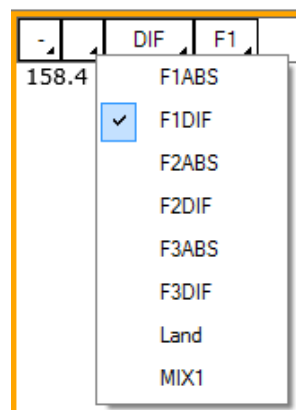 - DIF F1
158.4
F1ABS
F1DIF
F2ABS
F2DIF
F3ABS
F3DIF
Land
MIX1